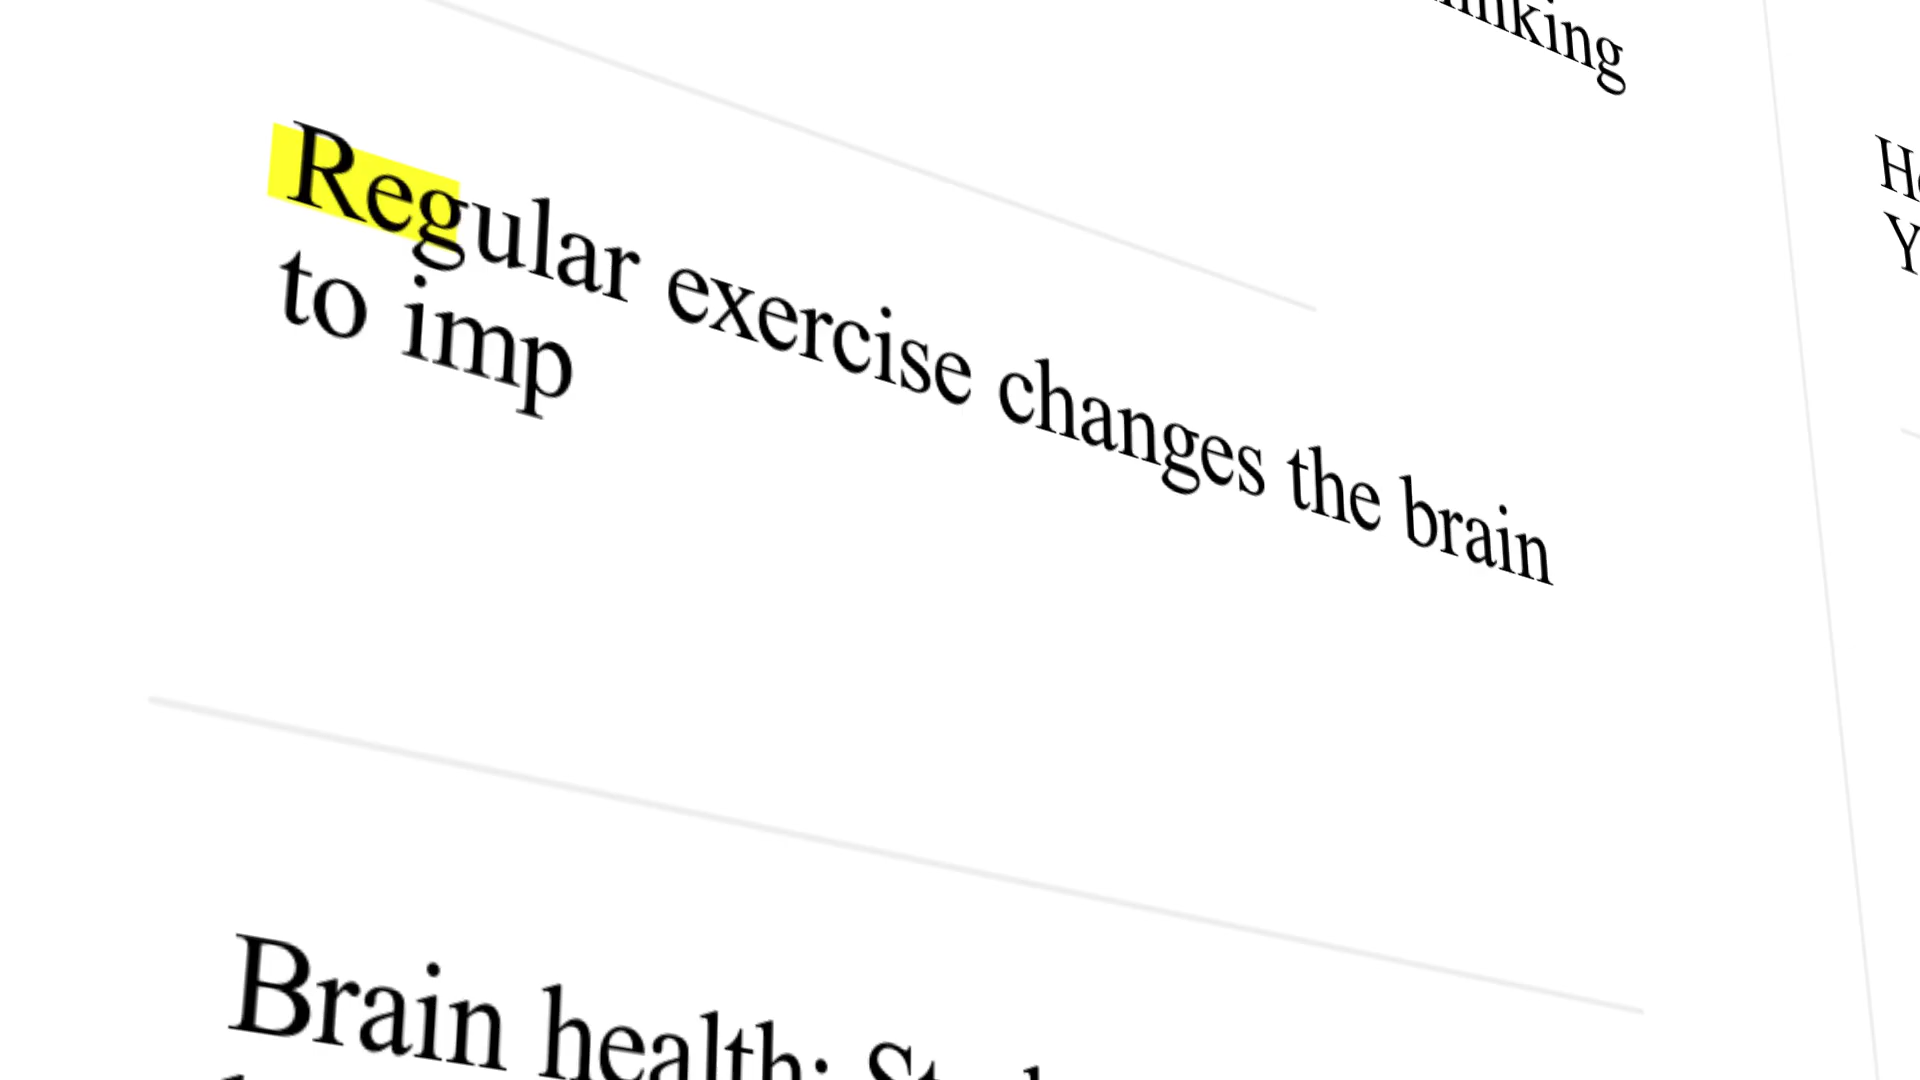 Regular exercise changes the brain
to imp
Brain health: